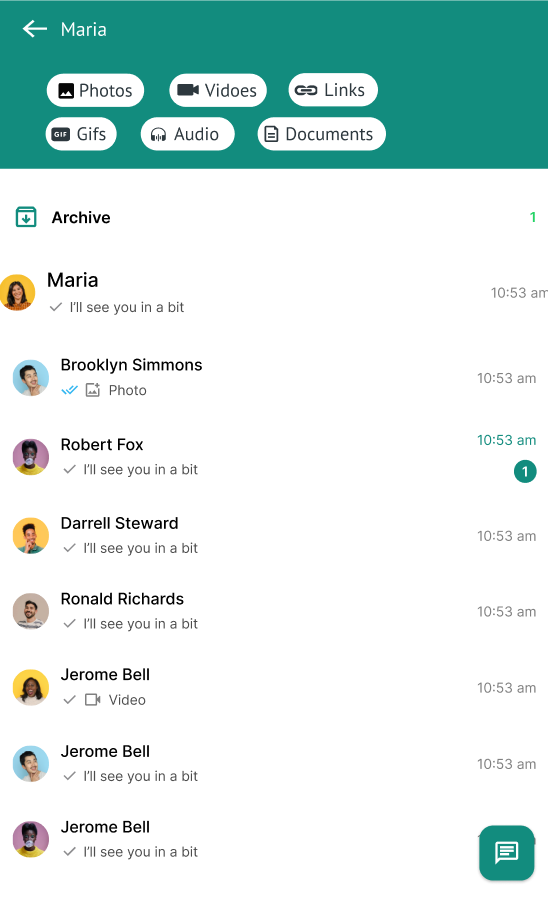 Maria
Photos Vidoes Links
GIF Gifs Audio Documents
Archive 1
Maria
I'll see you in a bit 10:53 am
Brooklyn Simmons
Photo 10:53 am
Robert Fox 10:53 am
I'll see you in a bit 1
Darrell Steward
I'll see you in a bit 10:53 am
Ronald Richards
I'll see you in a bit 10:53 am
Jerome Bell
Video 10:53 am
Jerome Bell
I'll see you in a bit 10:53 am
Jerome Bell
I'll see you in a bit